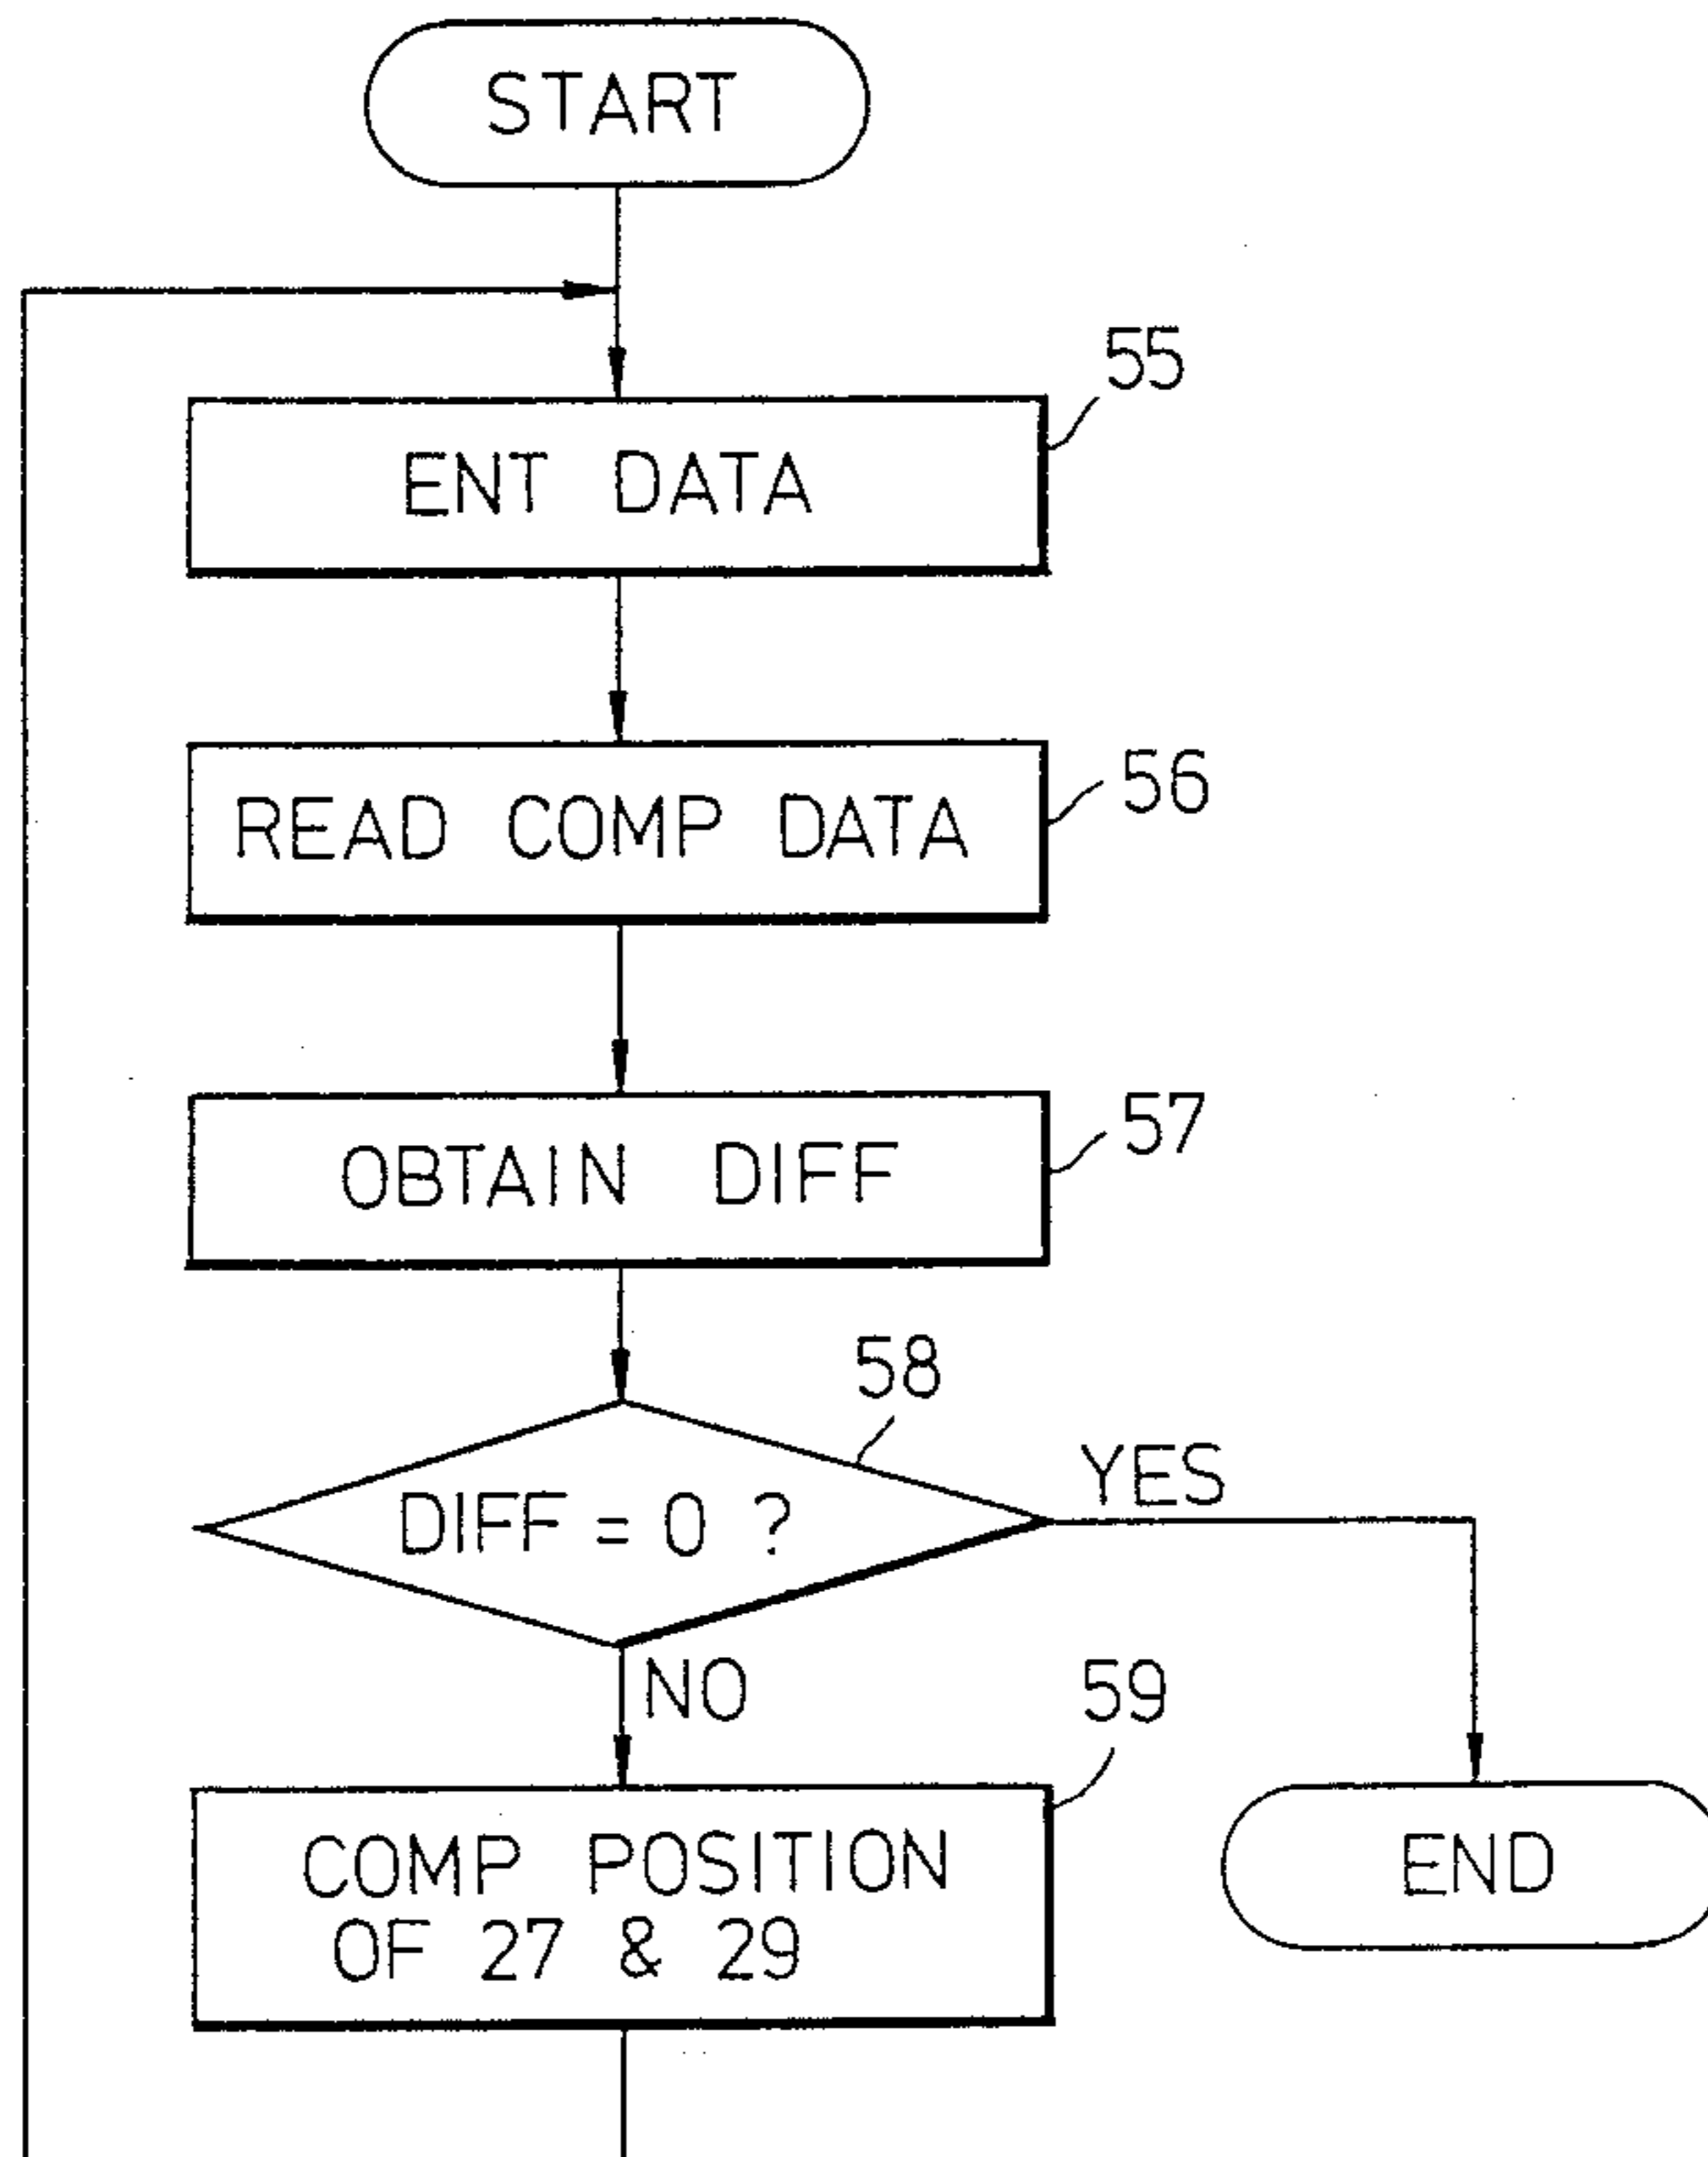 START
55
ENT DATA
56
READ COMP DATA
57
OBTAIN DIFF
58
DIFF = 0 ?
YES
NO
59
COMP POSITION
OF 27 & 29
END